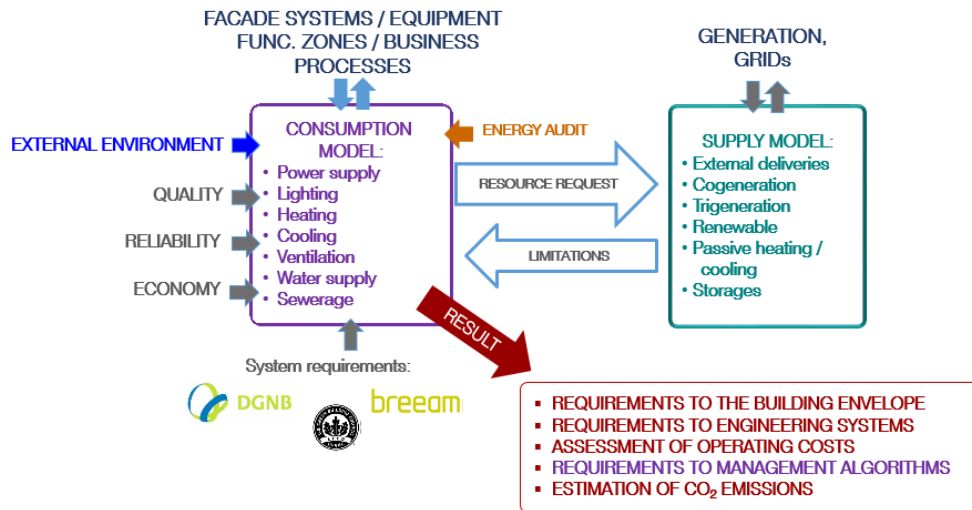 FACADE SYSTEMS / EQUIPMENT
FUNC. ZONES / BUSINESS
PROCESSES
GENERATION,
GRIDs
EXTERNAL ENVIRONMENT
QUALITY
RELIABILITY
ECONOMY
CONSUMPTION
MODEL:
• Power supply
• Lighting
• Heating
• Cooling
• Ventilation
• Water supply
• Sewerage
ENERGY AUDIT
RESOURCE REQUEST
LIMITATIONS
SUPPLY MODEL:
• External deliveries
• Cogeneration
• Trigeneration
• Renewable
• Passive heating /
cooling
• Storages
RESULT
System requirements:
DGNB
breeam
▪ REQUIREMENTS TO THE BUILDING ENVELOPE
▪ REQUIREMENTS TO ENGINEERING SYSTEMS
▪ ASSESSMENT OF OPERATING COSTS
▪ REQUIREMENTS TO MANAGEMENT ALGORITHMS
▪ ESTIMATION OF CO₂ EMISSIONS